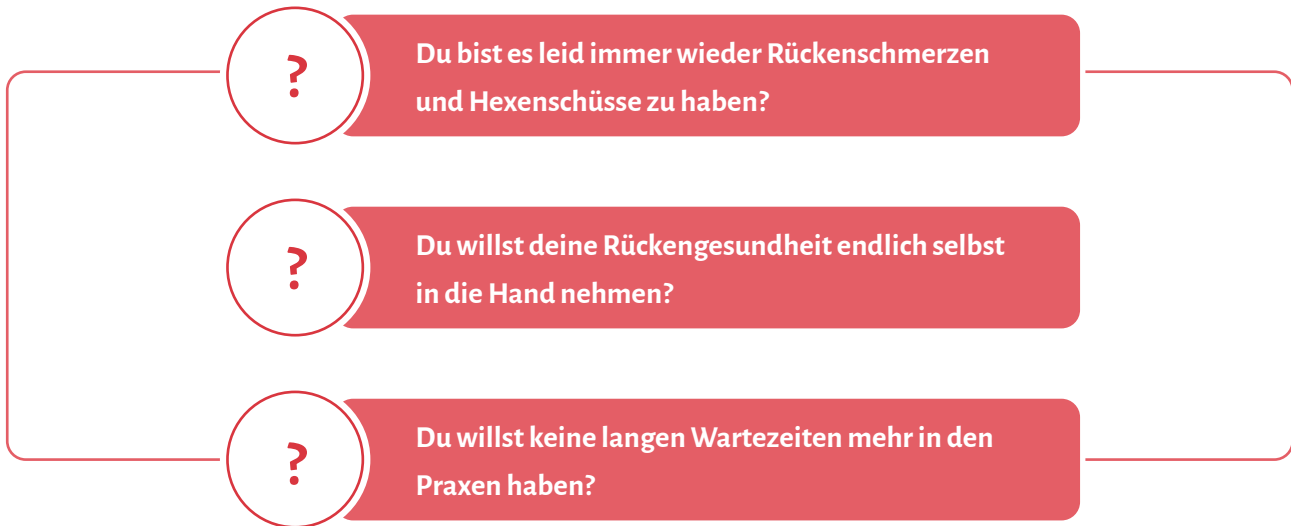 ?
Du bist es leid immer wieder Rückenschmerzen
und Hexenschüsse zu haben?
?
Du willst deine Rückengesundheit endlich selbst
in die Hand nehmen?
?
Du willst keine langen Wartezeiten mehr in den
Praxen haben?